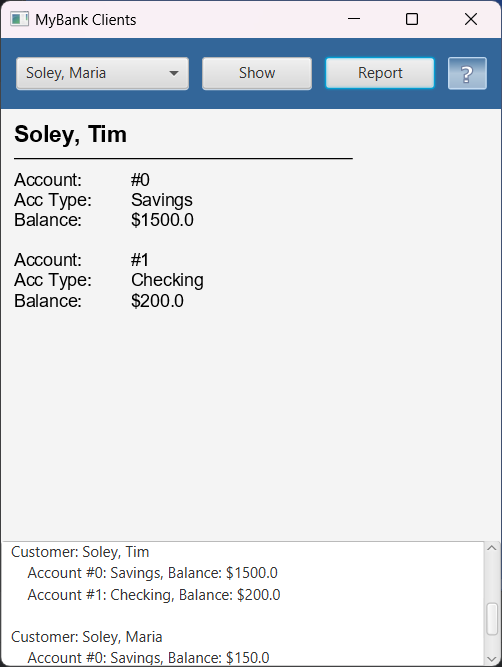 MyBank Clients
Soley, Maria Show Report ?
Soley, Tim
Account: #0
Acc Type: Savings
Balance: $1500.0
Account: #1
Acc Type: Checking
Balance: $200.0
Customer: Soley, Tim
Account #0: Savings, Balance: $1500.0
Account #1: Checking, Balance: $200.0
Customer: Soley, Maria
Account #0: Savings, Balance: $150.0